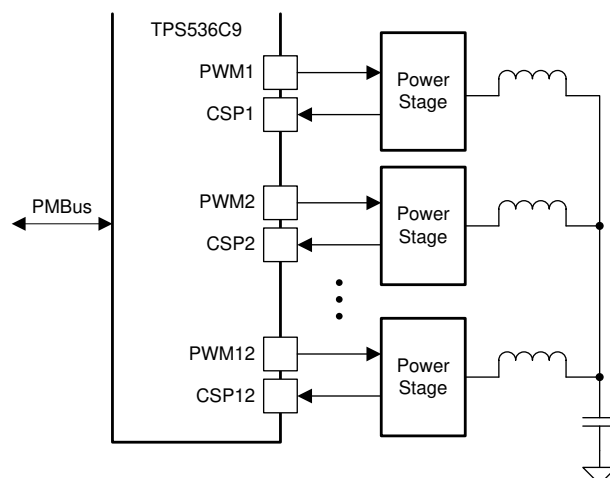 TPS536C9
PWM1
CSP1
Power
Stage
PMBus
PWM2
CSP2
Power
Stage
PWM12
CSP12
Power
Stage